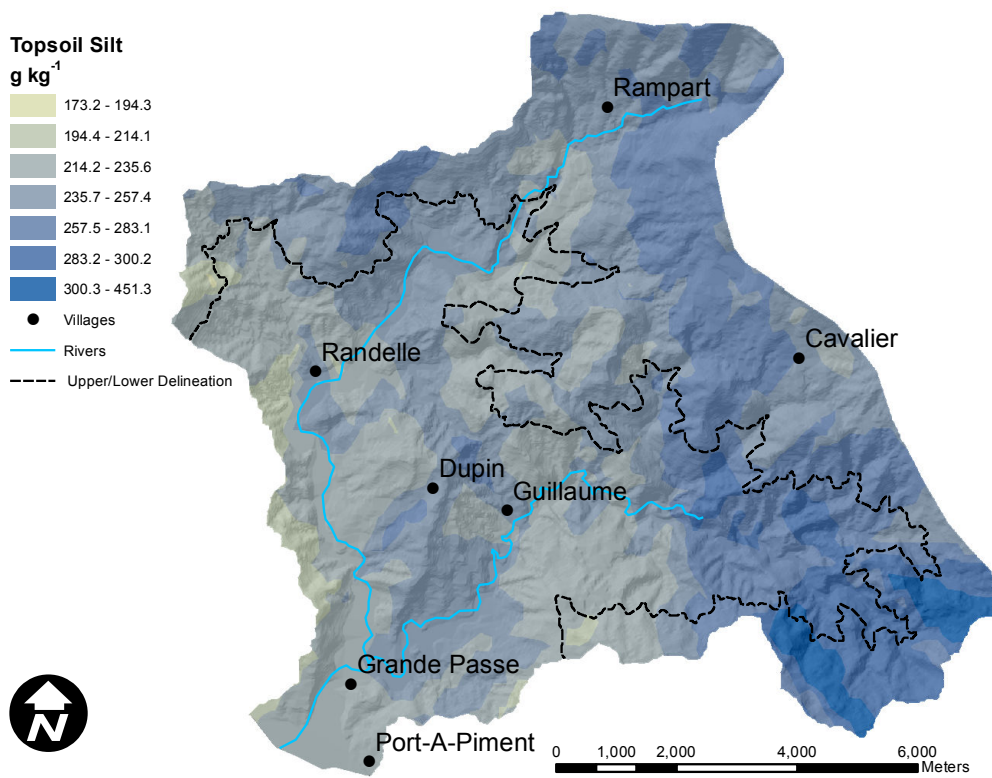 Topsoil Silt
g kg-1
173.2 - 194.3
194.4 - 214.1
214.2 - 235.6
235.7 - 257.4
257.5 - 283.1
283.2 - 300.2
300.3 - 451.3
Villages
Rivers
Upper/Lower Delineation
Rampart
Cavalier
Randelle
Dupin
Guillaume
Grande Passe
Port-A-Piment
N
0 1,000 2,000 4,000 6,000
Meters